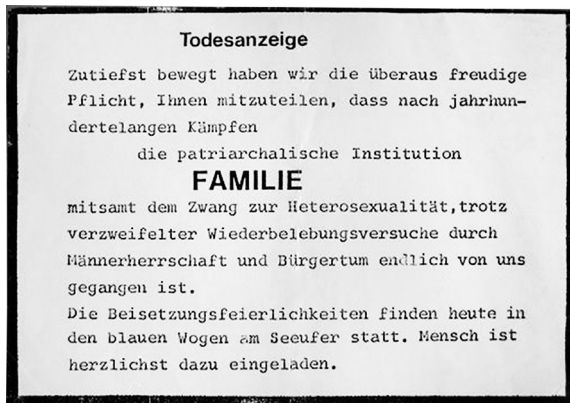 Todesanzeige
Zutiefst bewegt haben wir die überaus freudige
Pflicht, Ihnen mitzuteilen, dass nach jahrhun-
dertelangen Kämpfen
die patriarchalische Institution
FAMILIE
mitsamt dem Zwang zur Heterosexualität,trotz
verzweifelter Wiederbelebungsversuche durch
Männerherrschaft und Bürgertum endlich von uns
gegangen ist.
Die Beisetzungsfeierlichkeiten finden heute in
den blauen Wogen am Seeufer statt. Mensch ist
herzlichst dazu eingeladen.